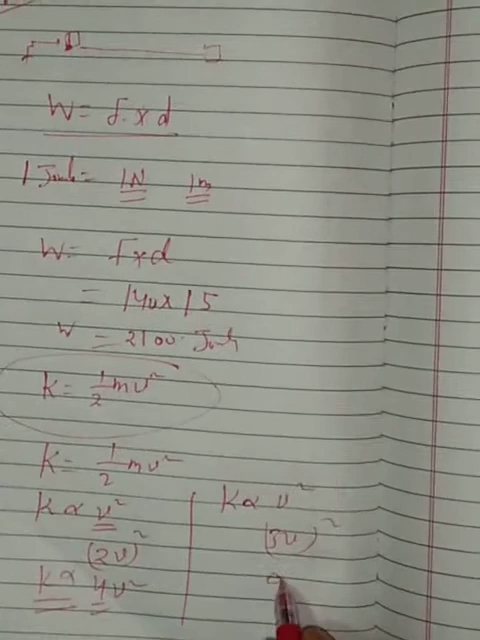 W = F × d
1 Joule = 1N 1m
W = F × d
= 140 × 15
W = 2100 Joule
K = 1/2 mv²
K = 1/2 mv²
K ∝ v²
(2v)²
K ∝ 4v²
K ∝ v²
(3v)²